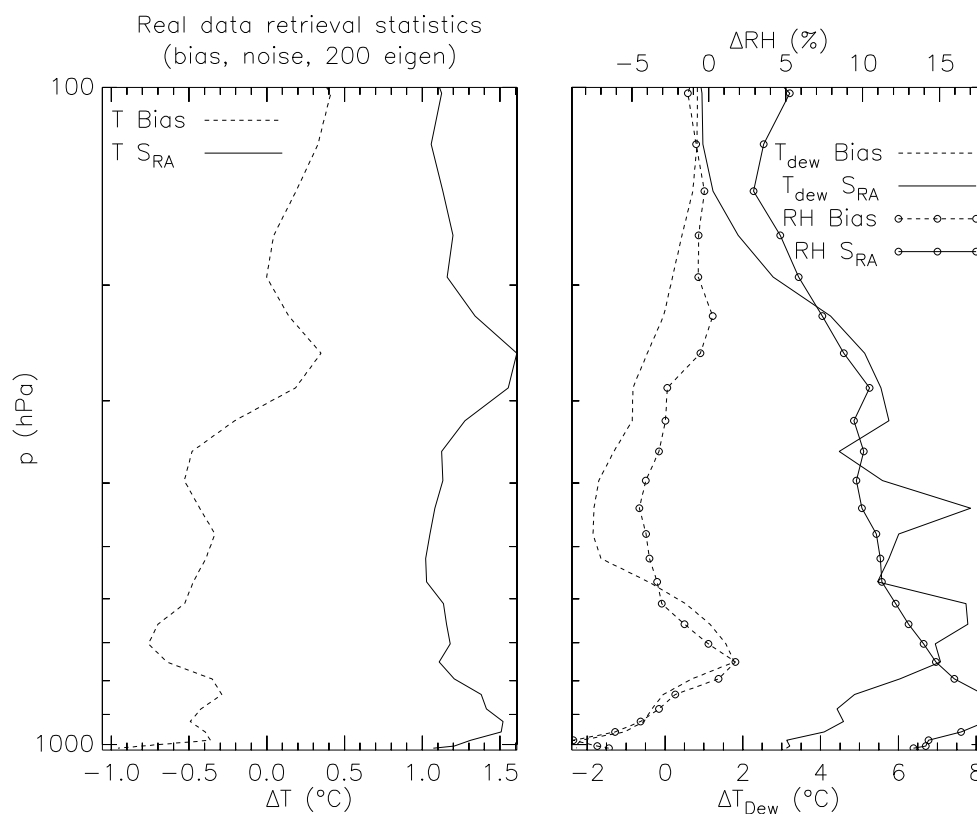 Real data retrieval statistics
(bias, noise, 200 eigen)
ΔRH (%)
-5 0 5 10 15
100
1000
p (hPa)
T Bias
T S_RA
T_dew Bias
T_dew S_RA
RH Bias
RH S_RA
-1.0 -0.5 0.0 0.5 1.0 1.5
ΔT (°C)
-2 0 2 4 6 8
ΔT_Dew (°C)